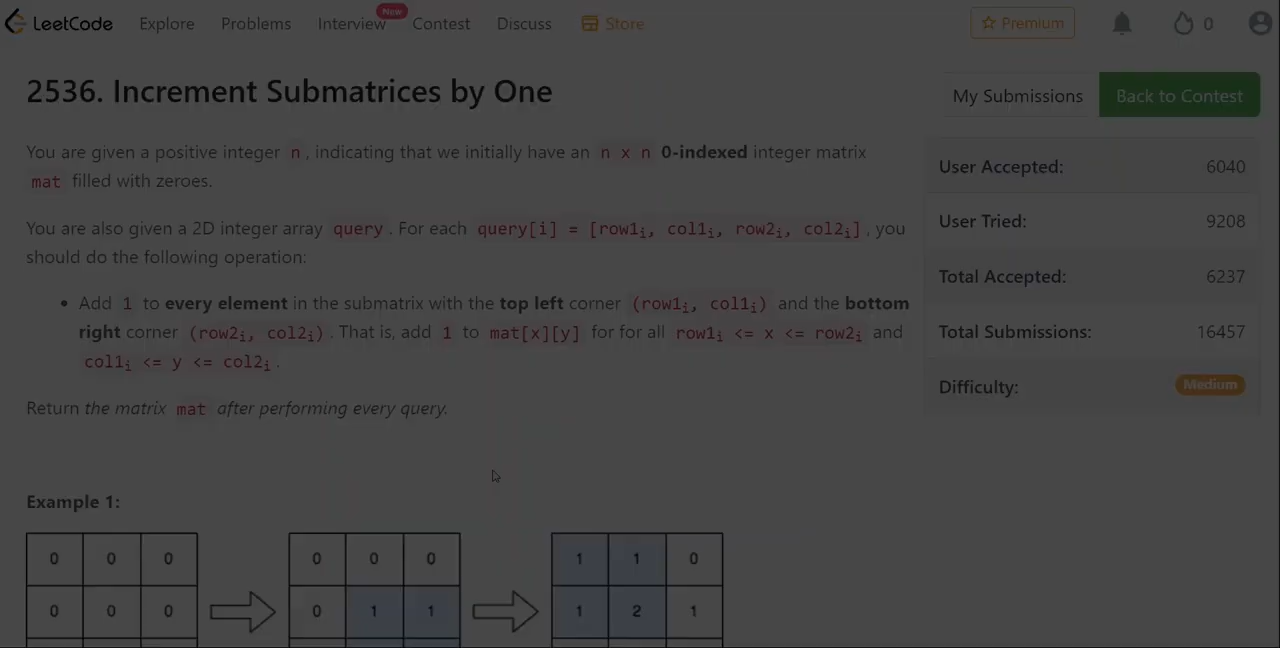 LeetCode Explore Problems Interview New Contest Discuss Store Premium 0
2536. Increment Submatrices by One
My Submissions Back to Contest
You are given a positive integer n, indicating that we initially have an n x n 0-indexed integer matrix
mat filled with zeroes.
You are also given a 2D integer array query. For each query[i] = [row1i, col1i, row2i, col2i], you
should do the following operation:
• Add 1 to every element in the submatrix with the top left corner (row1i, col1i) and the bottom
right corner (row2i, col2i). That is, add 1 to mat[x][y] for for all row1i <= x <= row2i and
col1i <= y <= col2i.
Return the matrix mat after performing every query.
User Accepted: 6040
User Tried: 9208
Total Accepted: 6237
Total Submissions: 16457
Difficulty: Medium
Example 1:
0 0 0 0 0 0 1 1 0
0 0 0 0 1 1 1 2 1